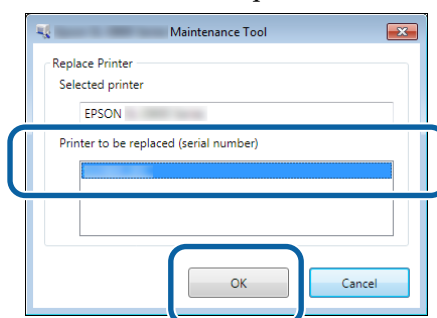 Maintenance Tool
Replace Printer
Selected printer
EPSON
Printer to be replaced (serial number)
OK
Cancel